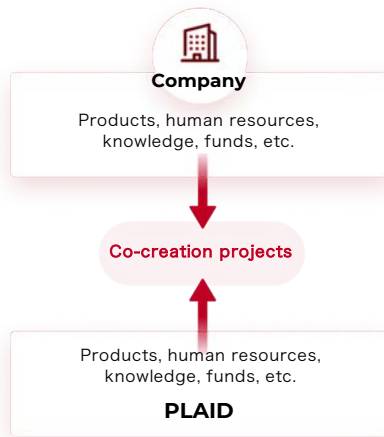 Company
Products, human resources,
knowledge, funds, etc.
Co-creation projects
Products, human resources,
knowledge, funds, etc.
PLAID